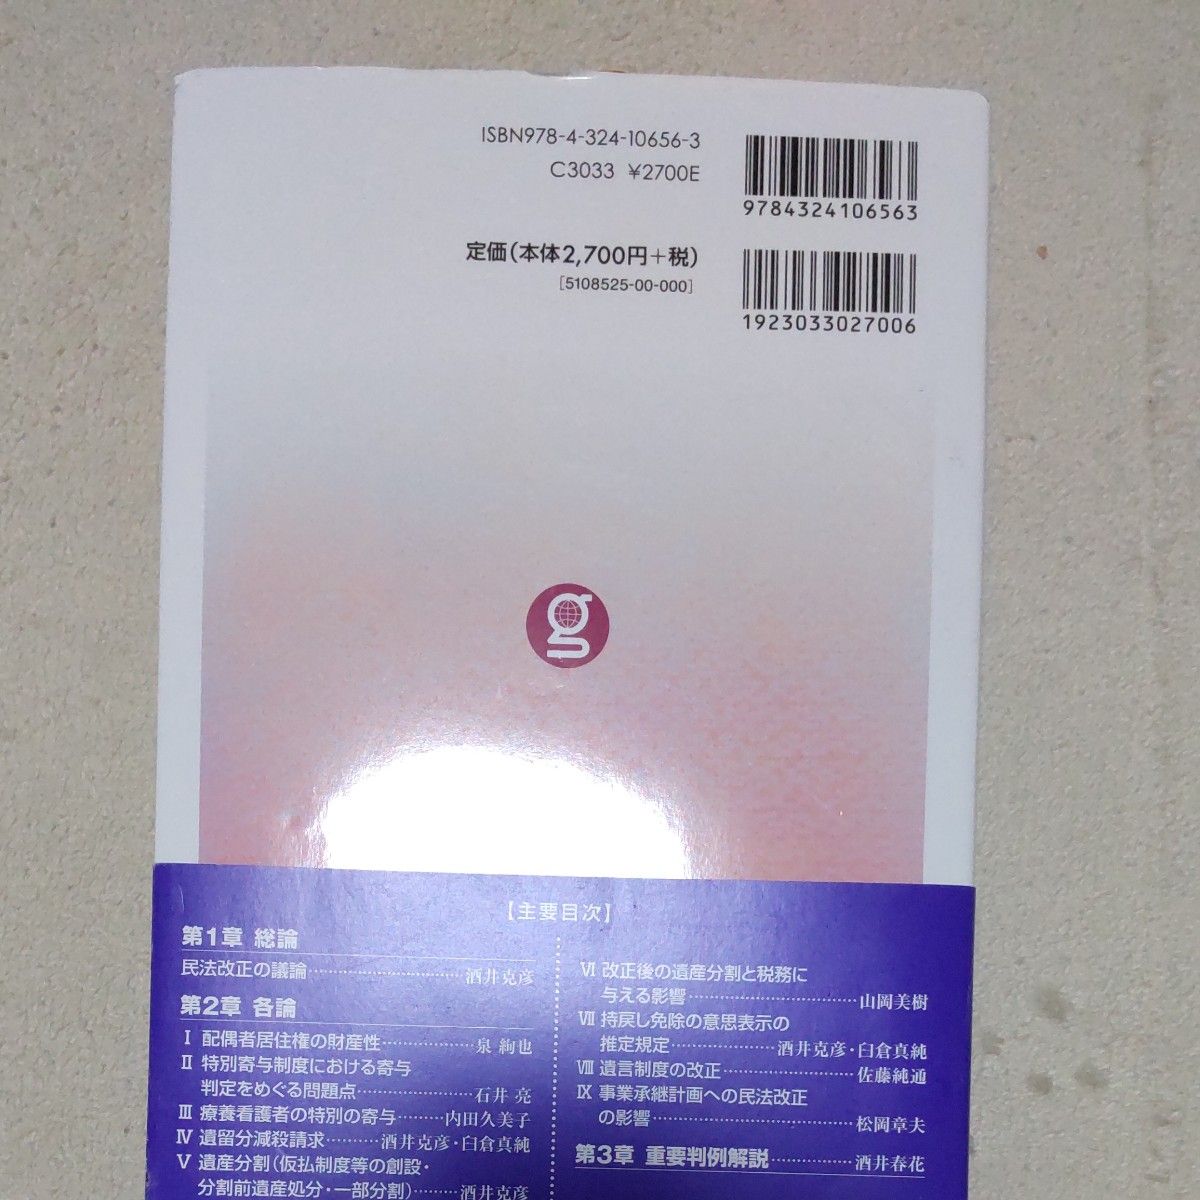 ISBN978-4-324-10656-3
C3033 ¥2700E
9784324106563
定価(本体2,700円+税)
[5108525-00-000]
1923033027006
g
【主要目次】
第1章 総論
民法改正の議論 酒井克彦
第2章 各論
Ⅰ 配偶者居住権の財産性 泉 絢也
Ⅱ 特別寄与制度における寄与
判定をめぐる問題点 石井 亮
Ⅲ 療養看護者の特別の寄与 内田久美子
Ⅳ 遺留分減殺請求 酒井克彦・臼倉真純
Ⅴ 遺産分割(仮払制度等の創設・
分割前遺産処分・一部分割) 酒井克彦
Ⅵ 改正後の遺産分割と税務に
与える影響 山岡美樹
Ⅶ 持戻し免除の意思表示の
推定規定 酒井克彦・臼倉真純
Ⅷ 遺言制度の改正 佐藤純通
Ⅸ 事業承継計画への民法改正
の影響 松岡章夫
第3章 重要判例解説 酒井春花